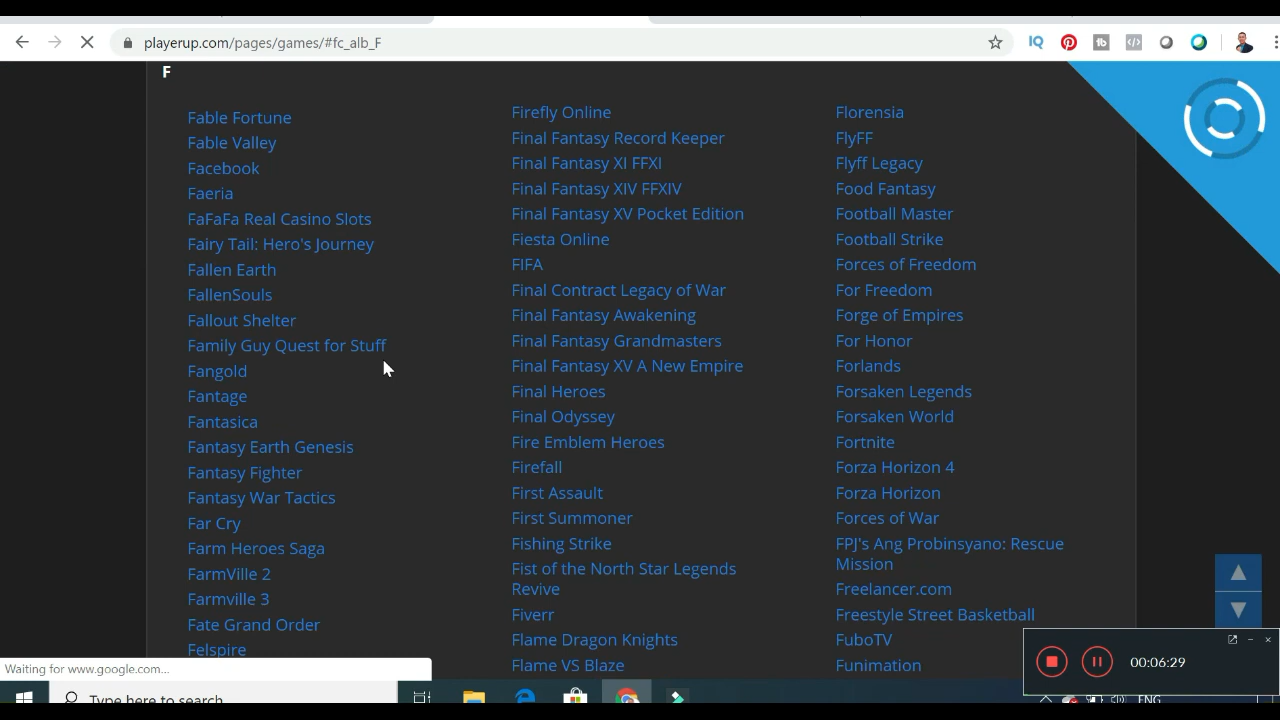 playerup.com/pages/games/#fc_alb_F
F
Fable Fortune
Fable Valley
Facebook
Faeria
FaFaFa Real Casino Slots
Fairy Tail: Hero's Journey
Fallen Earth
FallenSouls
Fallout Shelter
Family Guy Quest for Stuff
Fangold
Fantage
Fantasica
Fantasy Earth Genesis
Fantasy Fighter
Fantasy War Tactics
Far Cry
Farm Heroes Saga
FarmVille 2
Farmville 3
Fate Grand Order
Felspire
Firefly Online
Final Fantasy Record Keeper
Final Fantasy XI FFXI
Final Fantasy XIV FFXIV
Final Fantasy XV Pocket Edition
Fiesta Online
FIFA
Final Contract Legacy of War
Final Fantasy Awakening
Final Fantasy Grandmasters
Final Fantasy XV A New Empire
Final Heroes
Final Odyssey
Fire Emblem Heroes
Firefall
First Assault
First Summoner
Fishing Strike
Fist of the North Star Legends
Revive
Fiverr
Flame Dragon Knights
Flame VS Blaze
Florensia
FlyFF
Flyff Legacy
Food Fantasy
Football Master
Football Strike
Forces of Freedom
For Freedom
Forge of Empires
For Honor
Forlands
Forsaken Legends
Forsaken World
Fortnite
Forza Horizon 4
Forza Horizon
Forces of War
FPJ's Ang Probinsyano: Rescue
Mission
Freelancer.com
Freestyle Street Basketball
FuboTV
Funimation
00:06:29
Waiting for www.google.com...
Type here to search
ENG